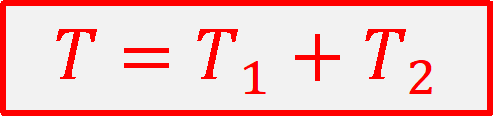 T = T₁ + T₂